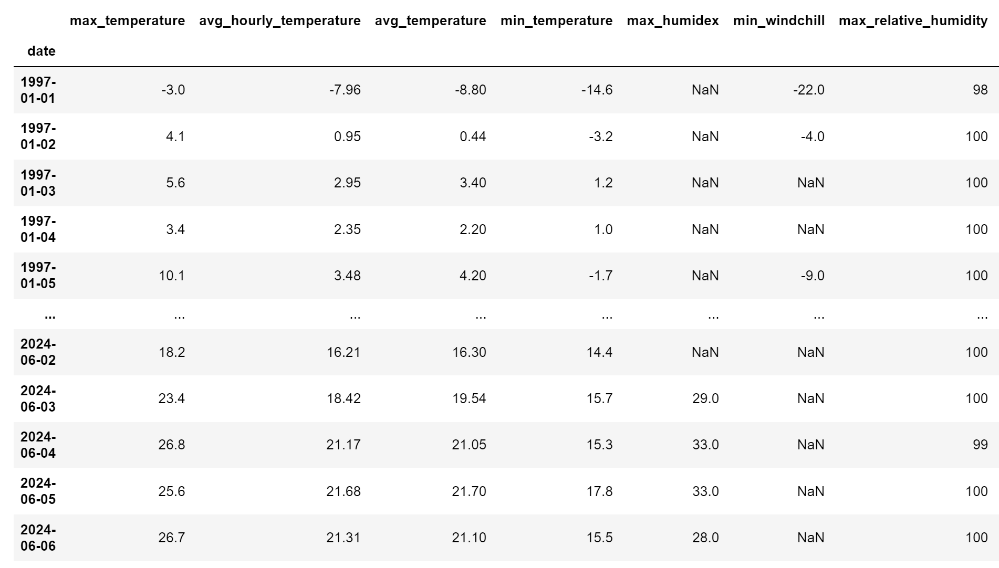 max_temperature avg_hourly_temperature avg_temperature min_temperature max_humidex min_windchill max_relative_humidity
date
1997-
01-01 -3.0 -7.96 -8.80 -14.6 NaN -22.0 98
1997-
01-02 4.1 0.95 0.44 -3.2 NaN -4.0 100
1997-
01-03 5.6 2.95 3.40 1.2 NaN NaN 100
1997-
01-04 3.4 2.35 2.20 1.0 NaN NaN 100
1997-
01-05 10.1 3.48 4.20 -1.7 NaN -9.0 100
... ... ... ... ... ... ... ...
2024-
06-02 18.2 16.21 16.30 14.4 NaN NaN 100
2024-
06-03 23.4 18.42 19.54 15.7 29.0 NaN 100
2024-
06-04 26.8 21.17 21.05 15.3 33.0 NaN 99
2024-
06-05 25.6 21.68 21.70 17.8 33.0 NaN 100
2024-
06-06 26.7 21.31 21.10 15.5 28.0 NaN 100